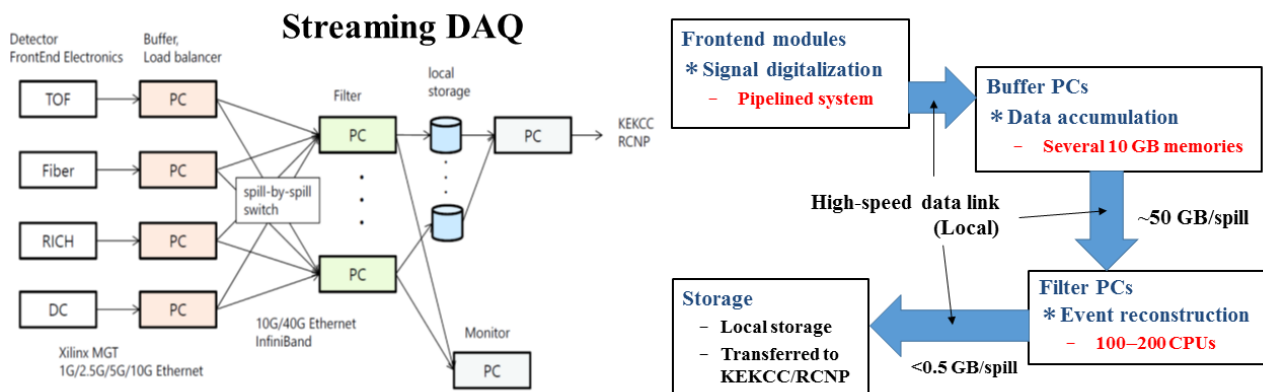 Streaming DAQ
Detector
FrontEnd Electronics
Buffer,
Load balancer
TOF
PC
Fiber
PC
RICH
PC
DC
PC
Xilinx MGT
1G/2.5G/5G/10G Ethernet
spill-by-spill
switch
10G/40G Ethernet
InfiniBand
Filter
PC
PC
local
storage
PC
KEKCC
RCNP
Monitor
PC
Frontend modules
* Signal digitalization
- Pipelined system
Buffer PCs
* Data accumulation
- Several 10 GB memories
High-speed data link
(Local)
~50 GB/spill
Filter PCs
* Event reconstruction
- 100–200 CPUs
<0.5 GB/spill
Storage
- Local storage
- Transferred to
KEKCC/RCNP